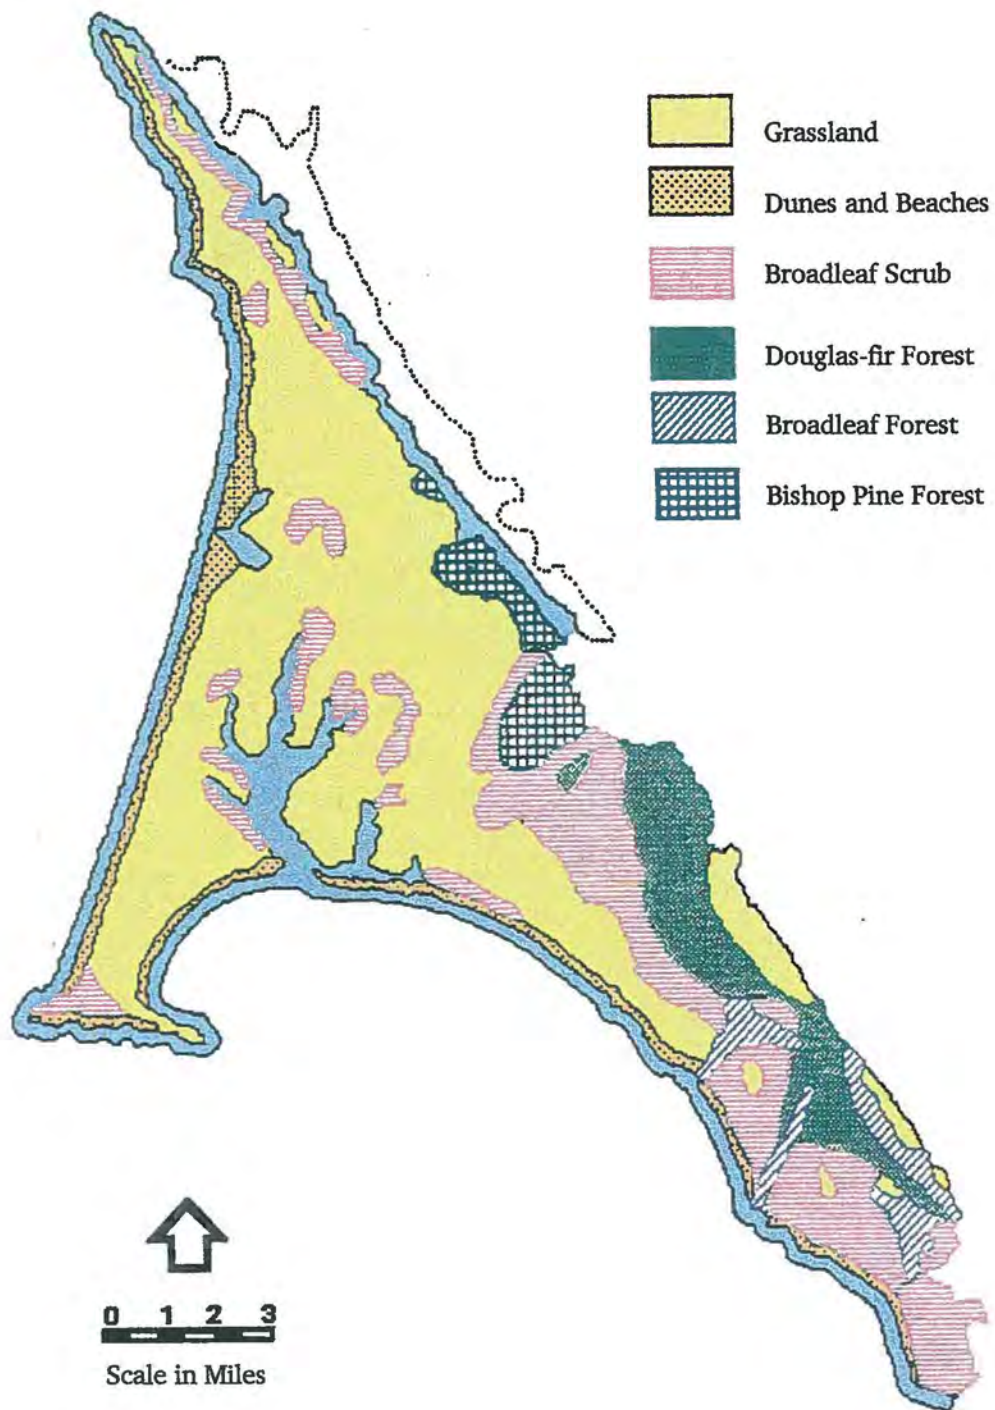 Grassland
Dunes and Beaches
Broadleaf Scrub
Douglas-fir Forest
Broadleaf Forest
Bishop Pine Forest
0 1 2 3
Scale in Miles